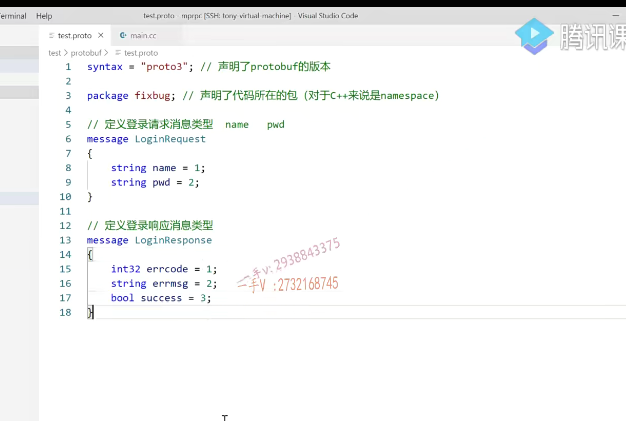 erminal Help test.proto - mprpc [SSH: tony-virtual-machine] - Visual Studio Code
test.proto × main.cc
test > protobuf > test.proto
腾讯课
1 syntax = "proto3"; // 声明了protobuf的版本
2
3 package fixbug; // 声明了代码所在的包（对于C++来说是namespace）
4
5 // 定义登录请求消息类型 name pwd
6 message LoginRequest
7 {
8 string name = 1;
9 string pwd = 2;
10 }
11
12 // 定义登录响应消息类型
13 message LoginResponse
14 {
15 int32 errcode = 1;
16 string errmsg = 2;
17 bool success = 3;
18 }
一手v: 2938843375
一手V :2732168745